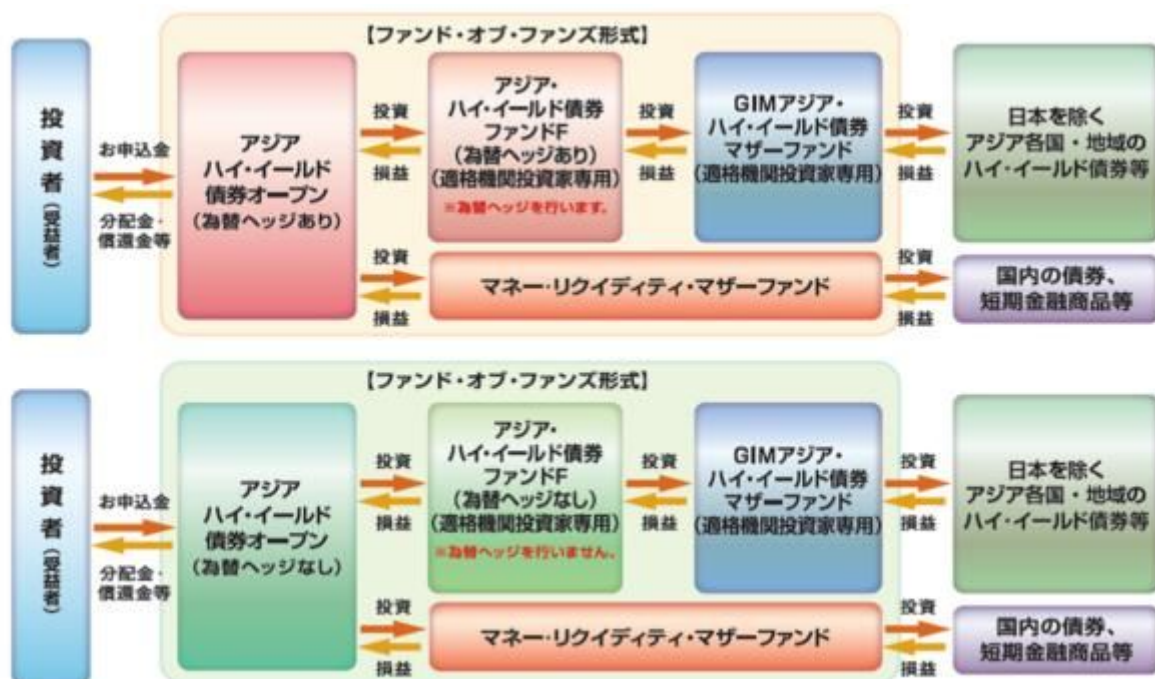 【ファンド・オブ・ファンズ形式】
投資者（受益者）
お申込金
分配金・
償還金等
アジア
ハイ・イールド
債券オープン
（為替ヘッジあり）
投資
損益
アジア・
ハイ・イールド債券
ファンドF
（為替ヘッジあり）
（適格機関投資家専用）
※為替ヘッジを行います。
投資
損益
GIMアジア・
ハイ・イールド債券
マザーファンド
（適格機関投資家専用）
投資
損益
日本を除く
アジア各国・地域の
ハイ・イールド債券等
投資
損益
マネー・リクイディティ・マザーファンド
投資
損益
国内の債券、
短期金融商品等
【ファンド・オブ・ファンズ形式】
投資者（受益者）
お申込金
分配金・
償還金等
アジア
ハイ・イールド
債券オープン
（為替ヘッジなし）
投資
損益
アジア・
ハイ・イールド債券
ファンドF
（為替ヘッジなし）
（適格機関投資家専用）
※為替ヘッジを行いません。
投資
損益
GIMアジア・
ハイ・イールド債券
マザーファンド
（適格機関投資家専用）
投資
損益
日本を除く
アジア各国・地域の
ハイ・イールド債券等
投資
損益
マネー・リクイディティ・マザーファンド
投資
損益
国内の債券、
短期金融商品等